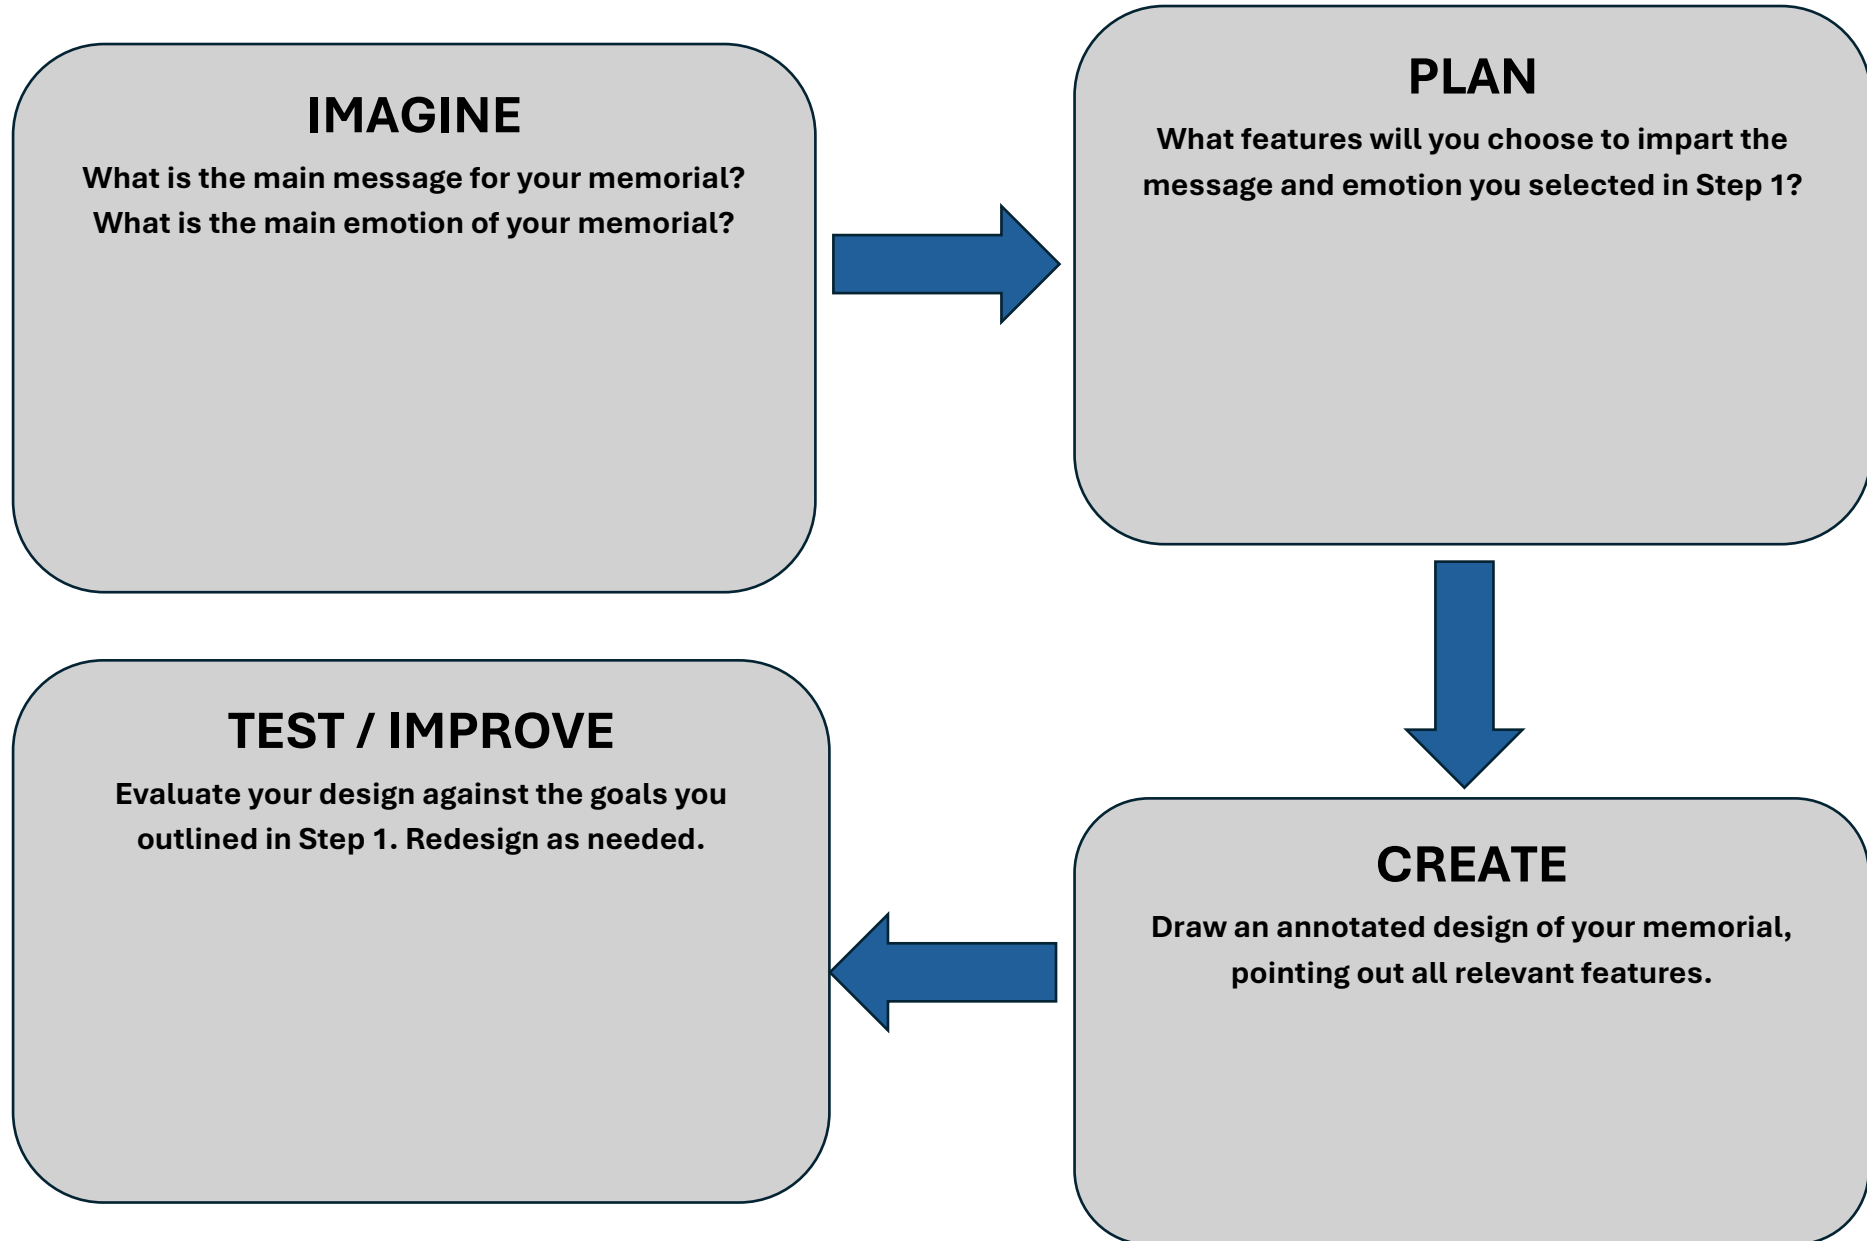 IMAGINE
What is the main message for your memorial?
What is the main emotion of your memorial?
PLAN
What features will you choose to impart the
message and emotion you selected in Step 1?
CREATE
Draw an annotated design of your memorial,
pointing out all relevant features.
TEST / IMPROVE
Evaluate your design against the goals you
outlined in Step 1. Redesign as needed.